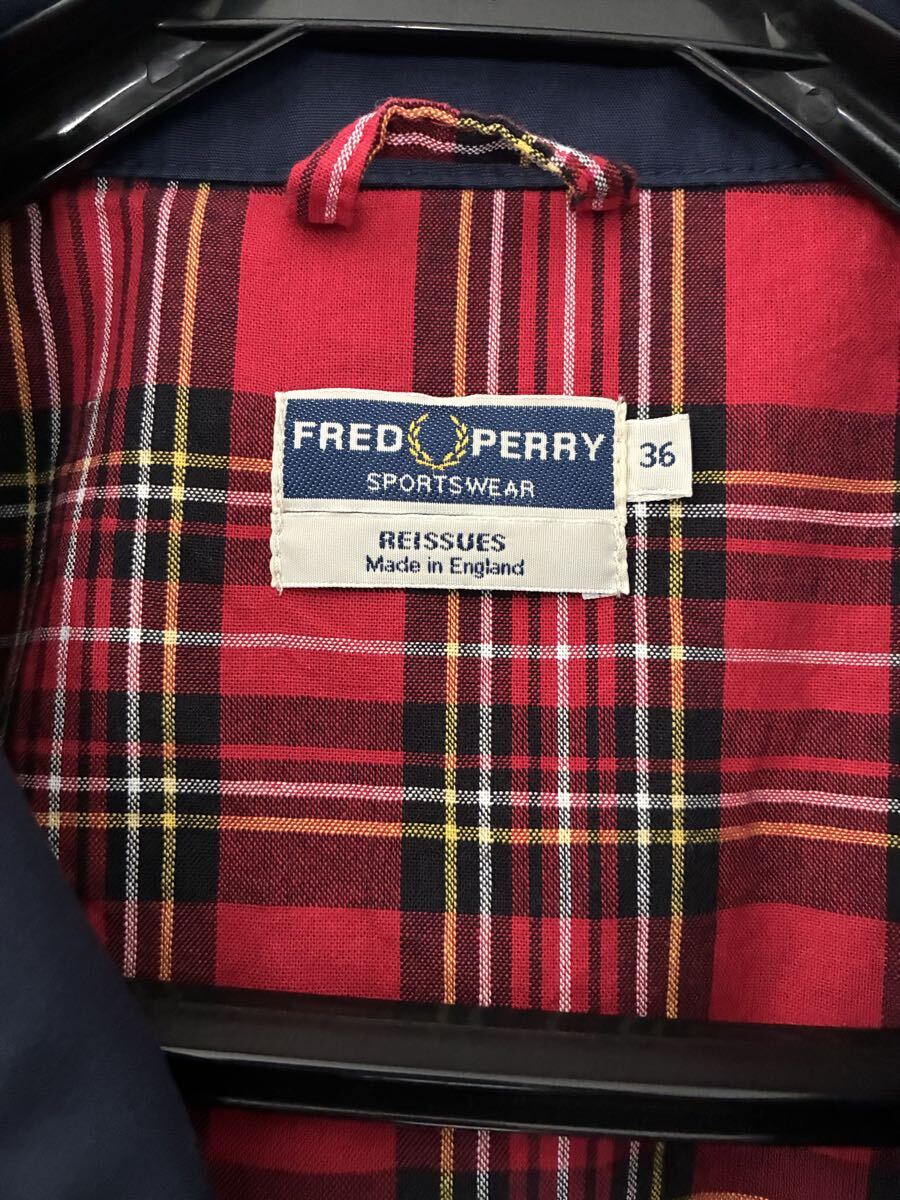 FRED PERRY
SPORTSWEAR
36
REISSUES
Made in England